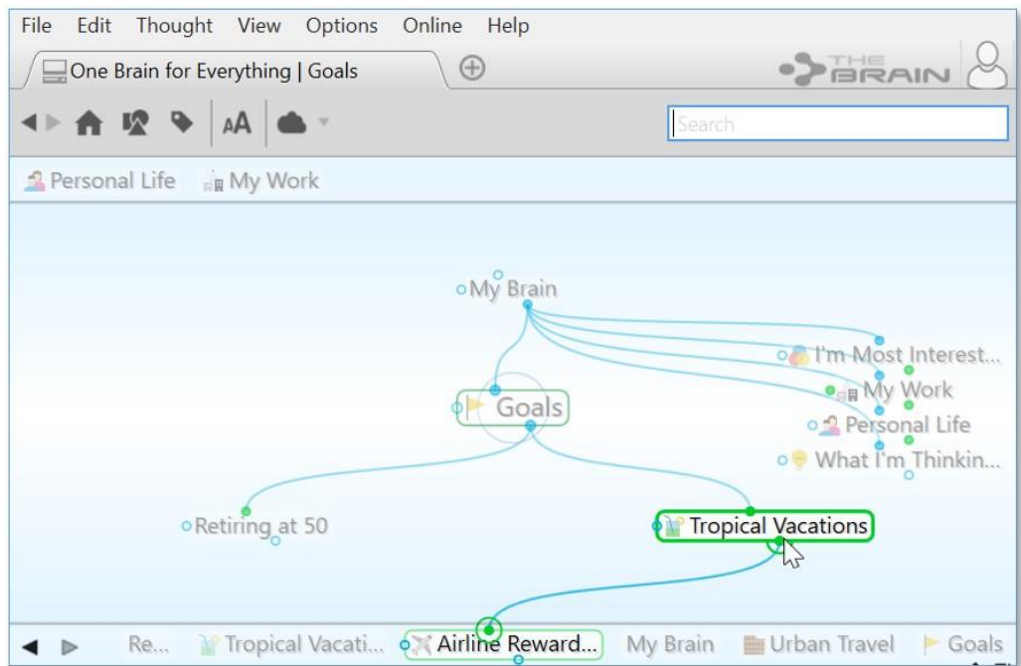 File Edit Thought View Options Online Help
One Brain for Everything | Goals
THE BRAIN
AA
Search
Personal Life My Work
My Brain
I'm Most Interest...
My Work
Goals
Personal Life
What I'm Thinkin...
Retiring at 50
Tropical Vacations
Re... Tropical Vacati... Airline Reward... My Brain Urban Travel Goals